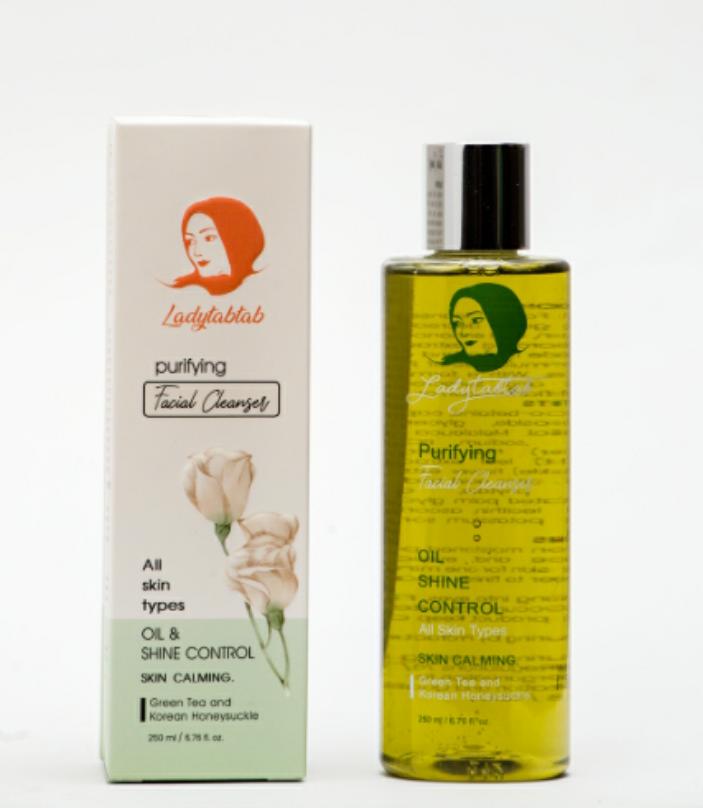 Ladytabtab
purifying
Facial Cleanser
All
skin
types
OIL &
SHINE CONTROL
SKIN CALMING.
Green Tea and
Korean Honeysuckle
250 ml / 6.76 fl. oz.
Ladytabtab
Purifying
Facial Cleanser
OIL
SHINE
CONTROL
All Skin Types
SKIN CALMING
Green Tea and
Korean Honeysuckle
250 ml / 6.76 fl. oz.